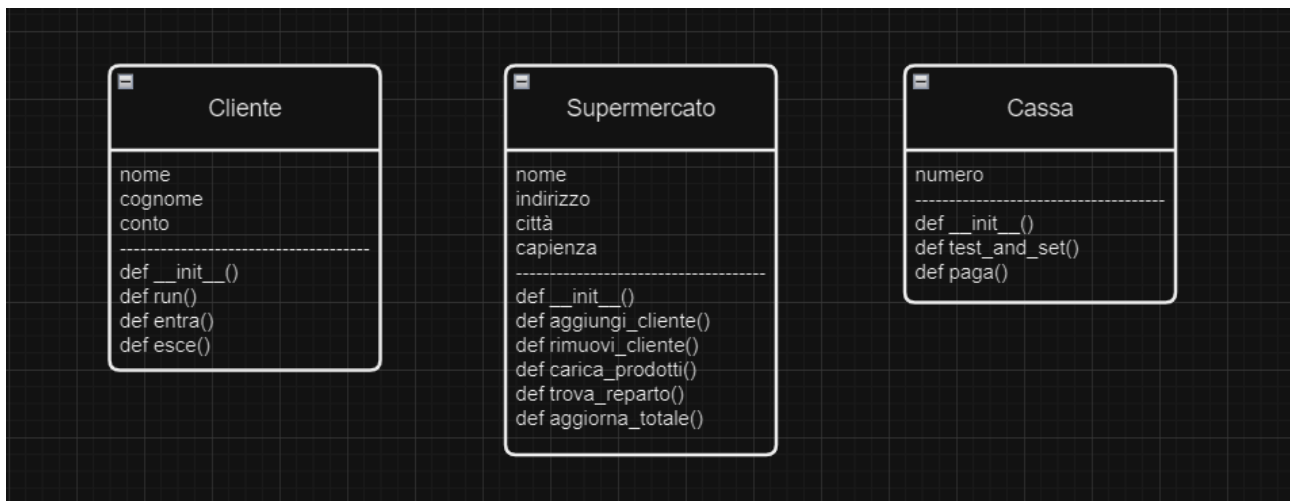 Cliente
nome
cognome
conto
-------------------------------------
def __init__()
def run()
def entra()
def esce()
Supermercato
nome
indirizzo
città
capienza
-------------------------------------
def __init__()
def aggiungi_cliente()
def rimuovi_cliente()
def carica_prodotti()
def trova_reparto()
def aggiorna_totale()
Cassa
numero
-------------------------------------
def __init__()
def test_and_set()
def paga()